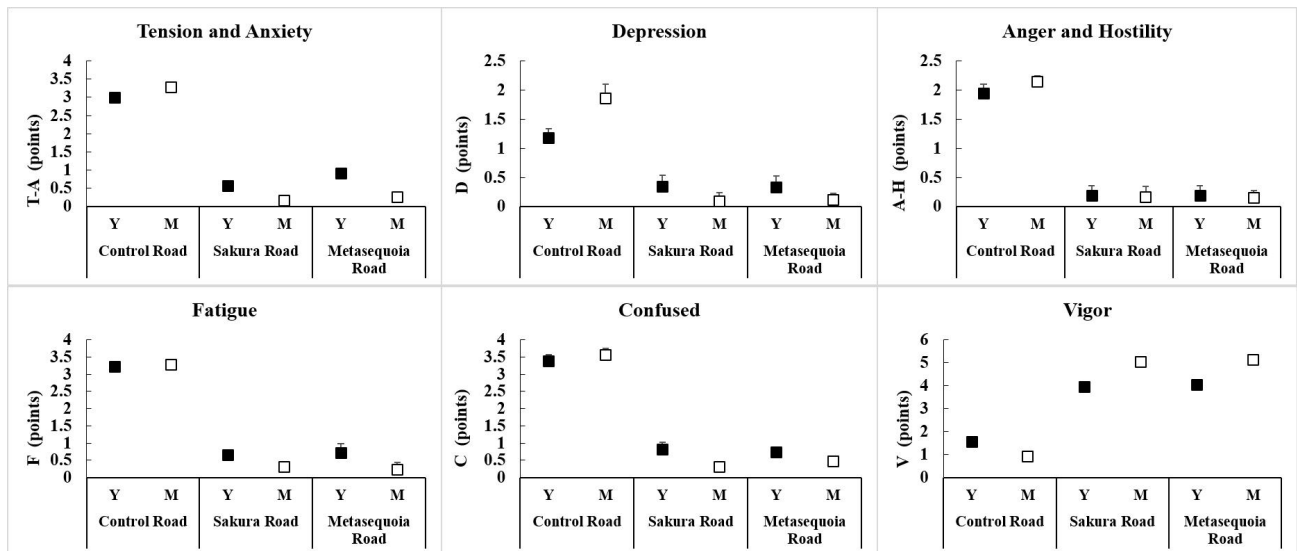 Tension and Anxiety
T-A (points)
4
3.5
3
2.5
2
1.5
1
0.5
0
Y M Y M Y M
Control Road Sakura Road Metasequoia
Road
Depression
D (points)
2.5
2
1.5
1
0.5
0
Y M Y M Y M
Control Road Sakura Road Metasequoia
Road
Anger and Hostility
A-H (points)
2.5
2
1.5
1
0.5
0
Y M Y M Y M
Control Road Sakura Road Metasequoia
Road
Fatigue
F (points)
4
3.5
3
2.5
2
1.5
1
0.5
0
Y M Y M Y M
Control Road Sakura Road Metasequoia
Road
Confused
C (points)
4
3.5
3
2.5
2
1.5
1
0.5
0
Y M Y M Y M
Control Road Sakura Road Metasequoia
Road
Vigor
V (points)
6
5
4
3
2
1
0
Y M Y M Y M
Control Road Sakura Road Metasequoia
Road